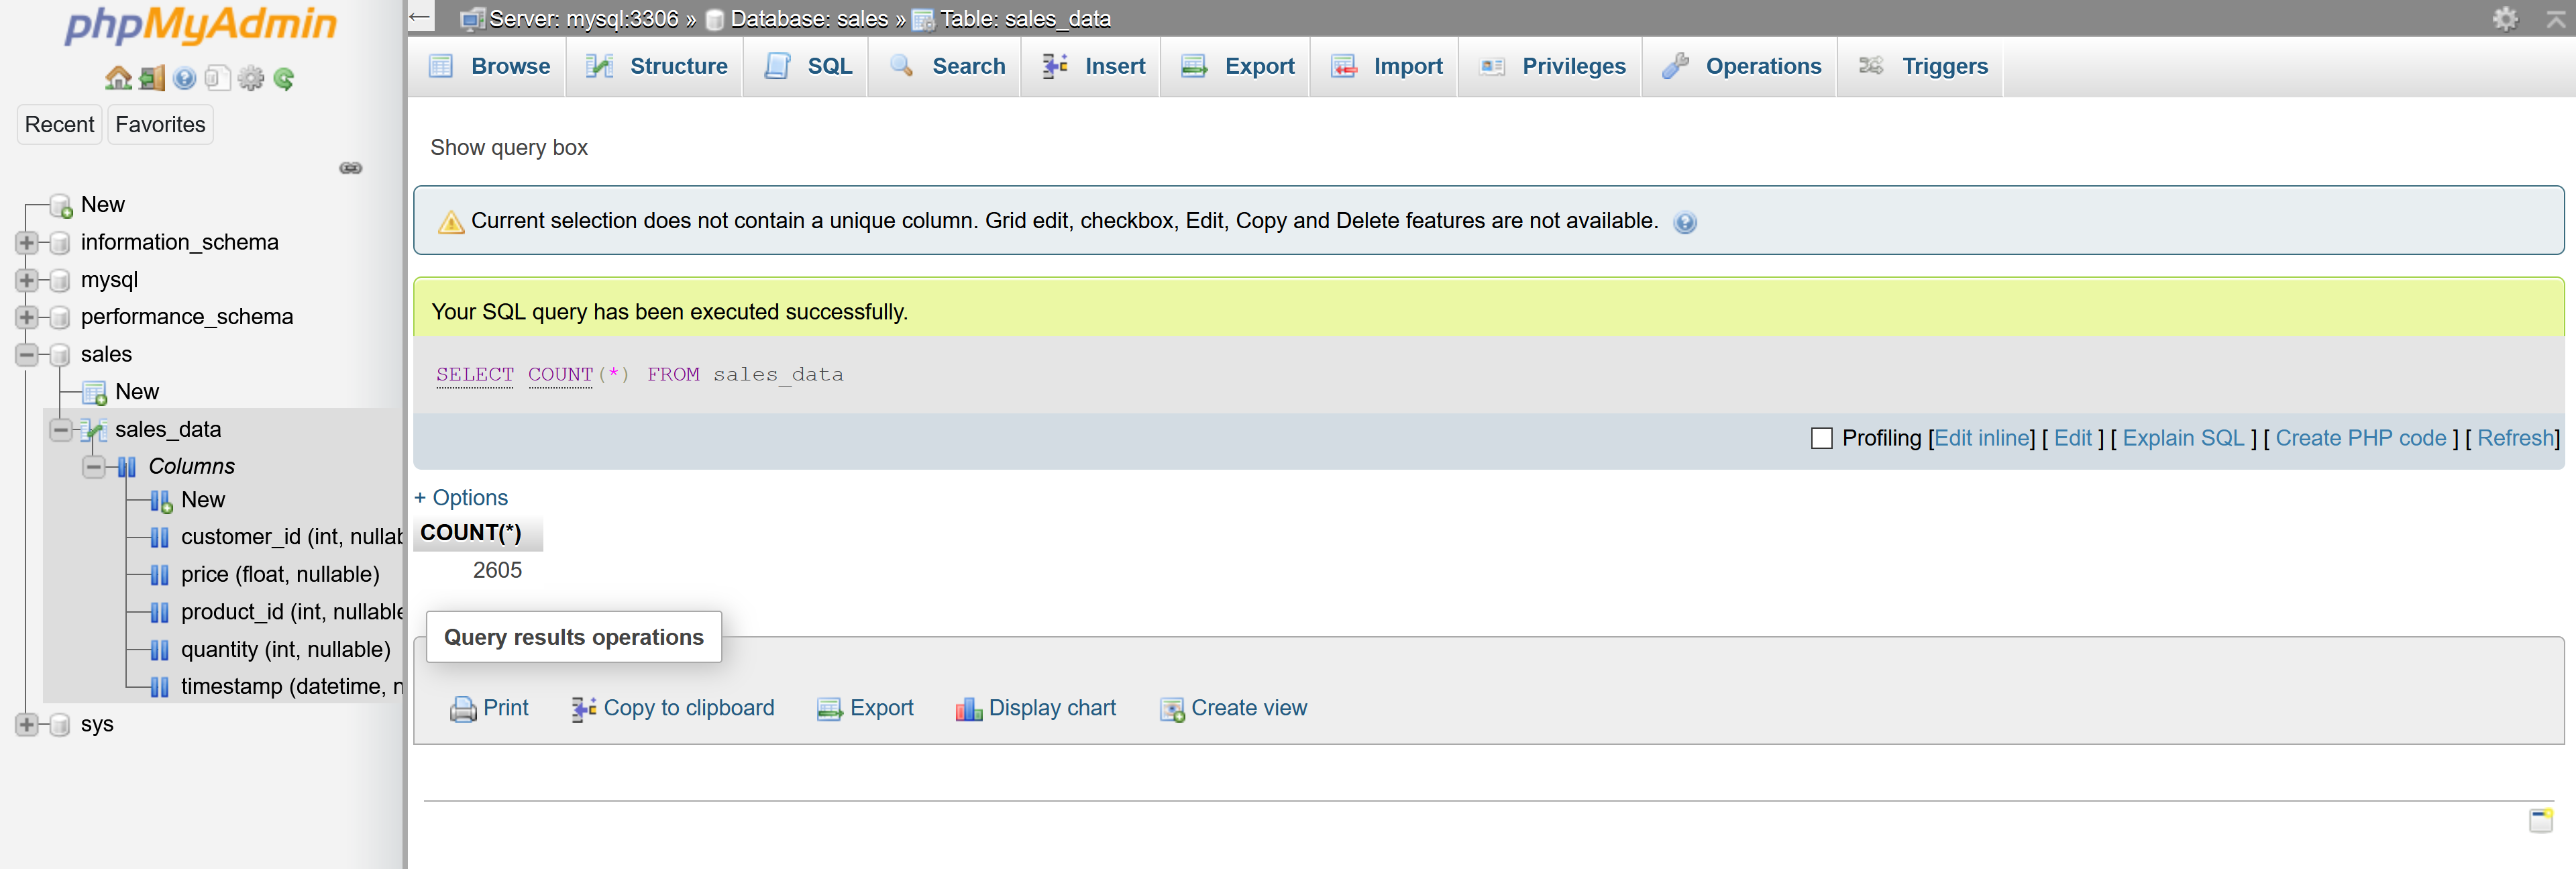 phpMyAdmin
Recent
Favorites
New
information_schema
mysql
performance_schema
sales
New
sales_data
Columns
New
customer_id (int, nullab
price (float, nullable)
product_id (int, nullable
quantity (int, nullable)
timestamp (datetime, n
sys
Server: mysql:3306 » Database: sales » Table: sales_data
Browse Structure SQL Search Insert Export Import Privileges Operations Triggers
Show query box
Current selection does not contain a unique column. Grid edit, checkbox, Edit, Copy and Delete features are not available.
Your SQL query has been executed successfully.
SELECT COUNT(*) FROM sales_data
Profiling [Edit inline] [ Edit ] [ Explain SQL ] [ Create PHP code ] [ Refresh]
+ Options
COUNT(*)
2605
Query results operations
Print Copy to clipboard Export Display chart Create view